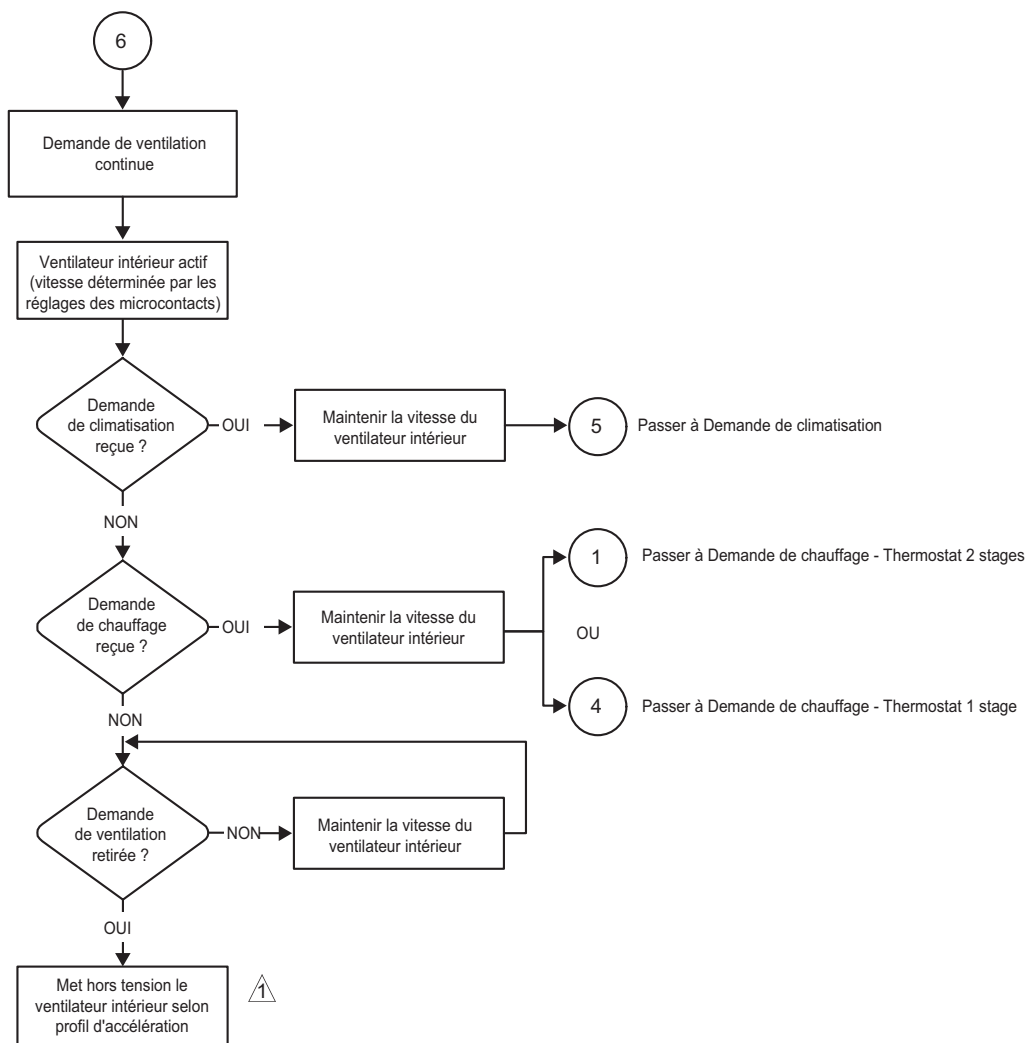 6
Demande de ventilation
continue
Ventilateur intérieur actif
(vitesse déterminée par les
réglages des microcontacts)
Demande
de climatisation
reçue ?
OUI
Maintenir la vitesse du
ventilateur intérieur
5
Passer à Demande de climatisation
NON
Demande
de chauffage
reçue ?
OUI
Maintenir la vitesse du
ventilateur intérieur
1
Passer à Demande de chauffage - Thermostat 2 stages
OU
4
Passer à Demande de chauffage - Thermostat 1 stage
NON
Demande
de ventilation
retirée ?
NON
Maintenir la vitesse du
ventilateur intérieur
OUI
Met hors tension le
ventilateur intérieur selon
profil d'accélération
1